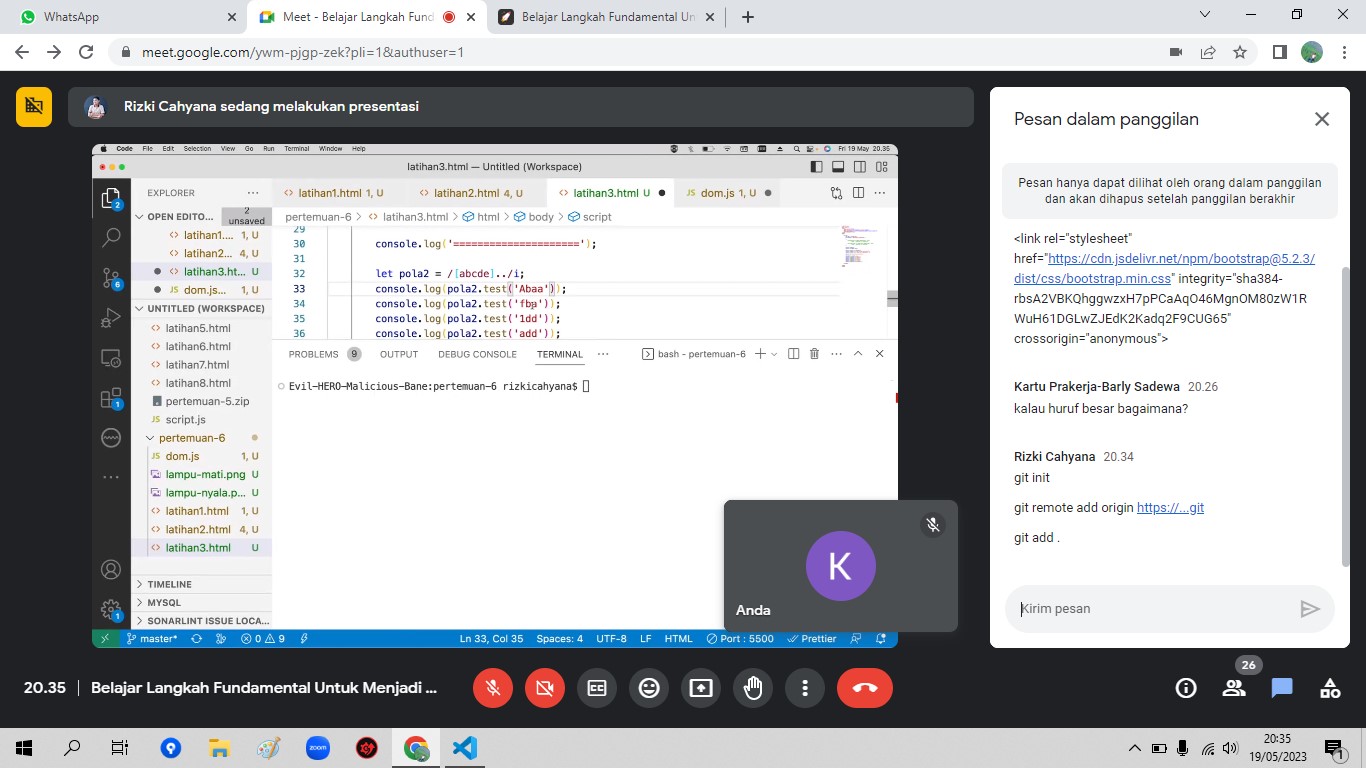 WhatsApp
Meet - Belajar Langkah Fund
Belajar Langkah Fundamental Un
meet.google.com/ywm-pjgp-zek?pli=1&authuser=1
Rizki Cahyana sedang melakukan presentasi
Code File Edit Selection View Go Run Terminal Window Help
Fri 19 May 20.35
latihan3.html — Untitled (Workspace)
EXPLORER
latihan1.html 1, U
latihan2.html 4, U
latihan3.html U
dom.js 1, U
OPEN EDITO...
2 unsaved
latihan1.... 1, U
latihan2... 4, U
latihan3.ht... U
dom.js... 1, U
UNTITLED (WORKSPACE)
latihan5.html
latihan6.html
latihan7.html
latihan8.html
pertemuan-5.zip
script.js
pertemuan-6
dom.js 1, U
lampu-mati.png U
lampu-nyala.p... U
latihan1.html 1, U
latihan2.html 4, U
latihan3.html U
TIMELINE
MYSQL
SONARLINT ISSUE LOCA...
2
6
1
1
pertemuan-6 > latihan3.html > html > body > script
29
30 console.log('=====================');
31
32 let pola2 = /[abcde]../i;
33 console.log(pola2.test('Abaa'));
34 console.log(pola2.test('fba'));
35 console.log(pola2.test('1dd'));
36 console.log(pola2.test('add'));
PROBLEMS 9 OUTPUT DEBUG CONSOLE TERMINAL ... bash - pertemuan-6
Evil-HERO-Malicious-Bane:pertemuan-6 rizkicahyana$
master* 0 9 Ln 33, Col 35 Spaces: 4 UTF-8 LF HTML Port : 5500 Prettier
K
Anda
Pesan dalam panggilan
Pesan hanya dapat dilihat oleh orang dalam panggilan
dan akan dihapus setelah panggilan berakhir
<link rel="stylesheet"
href="https://cdn.jsdelivr.net/npm/bootstrap@5.2.3/
dist/css/bootstrap.min.css" integrity="sha384-
rbsA2VBKQhggwzxH7pPCaAqO46MgnOM80zW1R
WuH61DGLwZJEdK2Kadq2F9CUG65"
crossorigin="anonymous">
Kartu Prakerja-Barly Sadewa 20.26
kalau huruf besar bagaimana?
Rizki Cahyana 20.34
git init
git remote add origin https://...git
git add .
Kirim pesan
20.35 | Belajar Langkah Fundamental Untuk Menjadi ...
26
zoom
20:35
19/05/2023
1